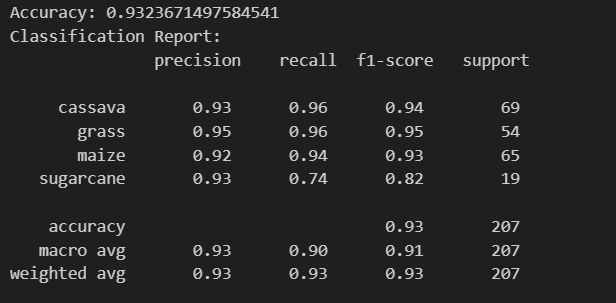 Accuracy: 0.9323671497584541
Classification Report:
precision recall f1-score support
cassava 0.93 0.96 0.94 69
grass 0.95 0.96 0.95 54
maize 0.92 0.94 0.93 65
sugarcane 0.93 0.74 0.82 19
accuracy 0.93 207
macro avg 0.93 0.90 0.91 207
weighted avg 0.93 0.93 0.93 207